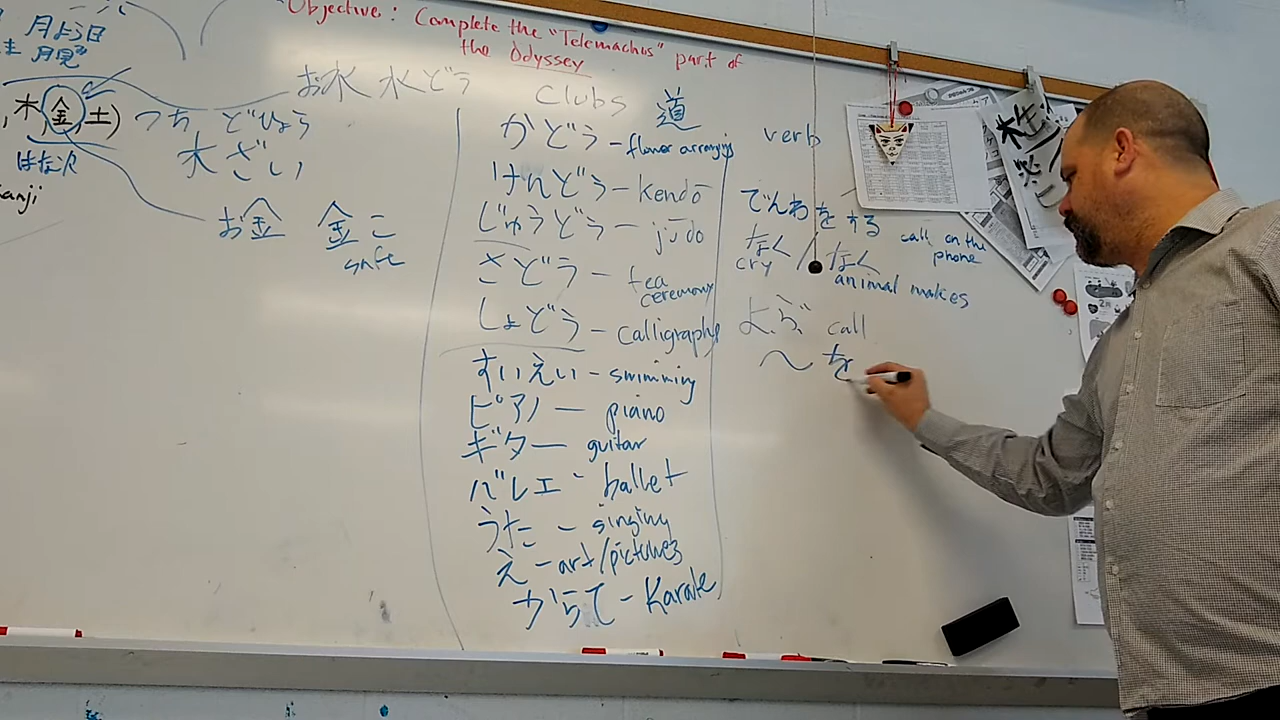 Objective: Complete the "Telemachus" part of
the Odyssey
月よう日
月見
木,金,土)
はな火
anji
お水 水どう
つち どひょう
木ざい
お金 金こ
safe
Clubs 道
かどう - flower arranging
けんどう - kendō
じゅうどう - jūdo
さどう - tea
ceremony
しょどう - calligraphy
すいえい - swimming
ピアノ - piano
ギター guitar
バレエ - ballet
うた - singing
え - art/pictures
からて - Karate
verb
でんわをする call on the
phone
なく / なく
cry animal makes
よぶ call
〜を